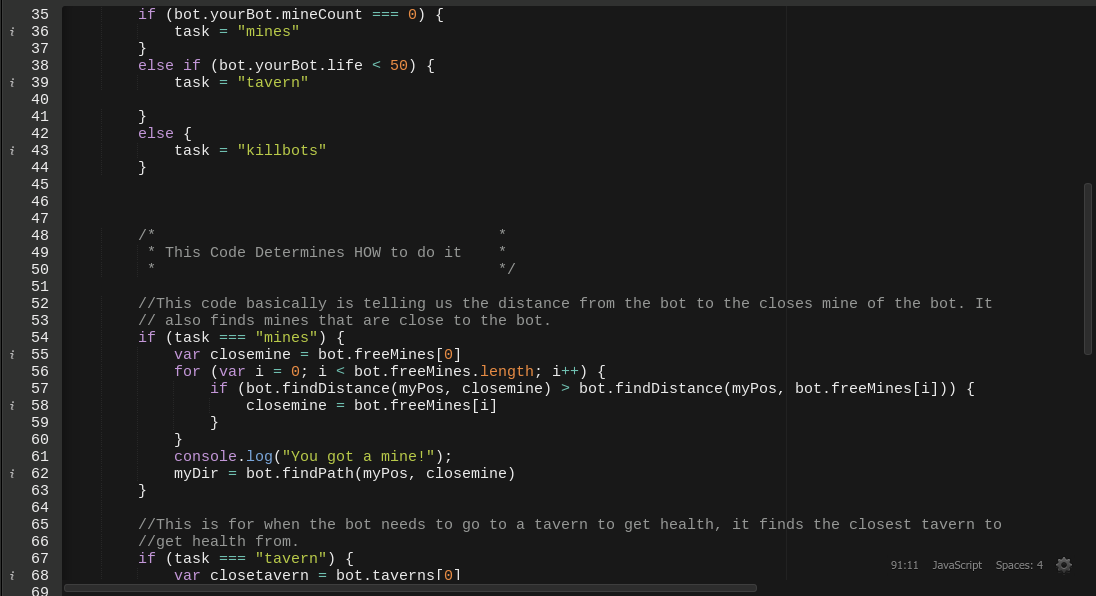 35 if (bot.yourBot.mineCount === 0) {
i 36 task = "mines"
37 }
38 else if (bot.yourBot.life < 50) {
i 39 task = "tavern"
40
41 }
42 else {
i 43 task = "killbots"
44 }
45
46
47
48 /* *
49 * This Code Determines HOW to do it *
50 * */
51
52 //This code basically is telling us the distance from the bot to the closes mine of the bot. It
53 // also finds mines that are close to the bot.
54 if (task === "mines") {
i 55 var closemine = bot.freeMines[0]
56 for (var i = 0; i < bot.freeMines.length; i++) {
57 if (bot.findDistance(myPos, closemine) > bot.findDistance(myPos, bot.freeMines[i])) {
i 58 closemine = bot.freeMines[i]
59 }
60 }
61 console.log("You got a mine!");
i 62 myDir = bot.findPath(myPos, closemine)
63 }
64
65 //This is for when the bot needs to go to a tavern to get health, it finds the closest tavern to
66 //get health from.
67 if (task === "tavern") {
i 68 var closetavern = bot.taverns[0]
69
91:11 JavaScript Spaces: 4